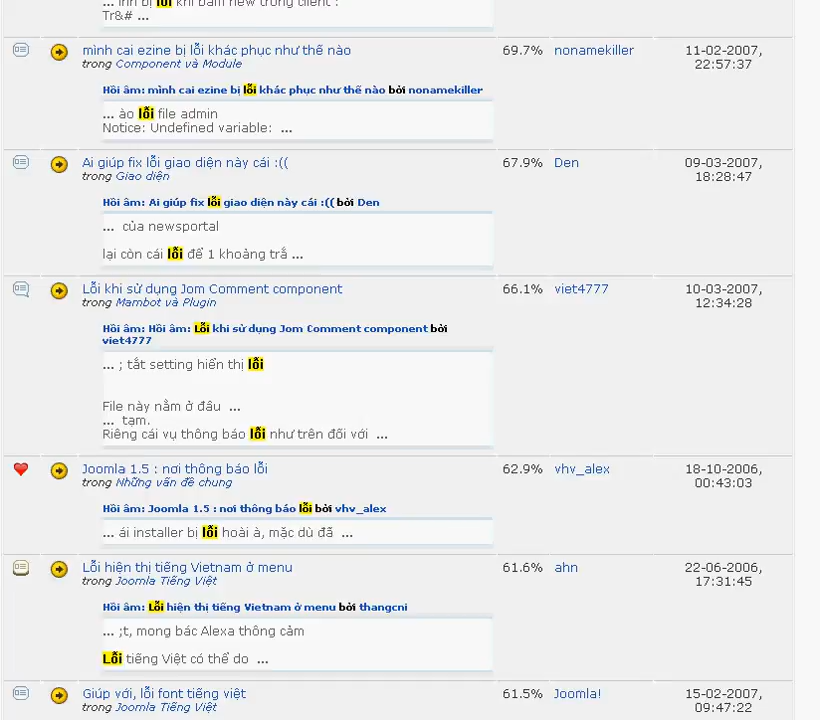 ... inh bị lỗi khi bấm new trong client :
Tr&# ...
mình cai ezine bị lỗi khác phục như thế nào 69.7% nonamekiller 11-02-2007,
trong Component và Module 22:57:37
Hồi âm: mình cai ezine bị lỗi khác phục như thế nào bởi nonamekiller
... ào lỗi file admin
Notice: Undefined variable: ...
Ai giúp fix lỗi giao diện này cái :(( 67.9% Den 09-03-2007,
trong Giao diện 18:28:47
Hồi âm: Ai giúp fix lỗi giao diện này cái :(( bởi Den
... của newsportal
lại còn cái lỗi để 1 khoảng trắ ...
Lỗi khi sử dụng Jom Comment component 66.1% viet4777 10-03-2007,
trong Mambot và Plugin 12:34:28
Hồi âm: Hồi âm: Lỗi khi sử dụng Jom Comment component bởi
viet4777
... ; tắt setting hiển thị lỗi
File này nằm ở đâu ...
... tạm.
Riêng cái vụ thông báo lỗi như trên đối với ...
Joomla 1.5 : nơi thông báo lỗi 62.9% vhv_alex 18-10-2006,
trong Những vấn đề chung 00:43:03
Hồi âm: Joomla 1.5 : nơi thông báo lỗi bởi vhv_alex
... ái installer bị lỗi hoài à, mặc dù đã ...
Lỗi hiện thị tiếng Vietnam ở menu 61.6% ahn 22-06-2006,
trong Joomla Tiếng Việt 17:31:45
Hồi âm: Lỗi hiện thị tiếng Vietnam ở menu bởi thangcni
... ;t, mong bác Alexa thông cảm
Lỗi tiếng Việt có thể do ...
Giúp với, lỗi font tiếng việt 61.5% Joomla! 15-02-2007,
trong Joomla Tiếng Việt 09:47:22